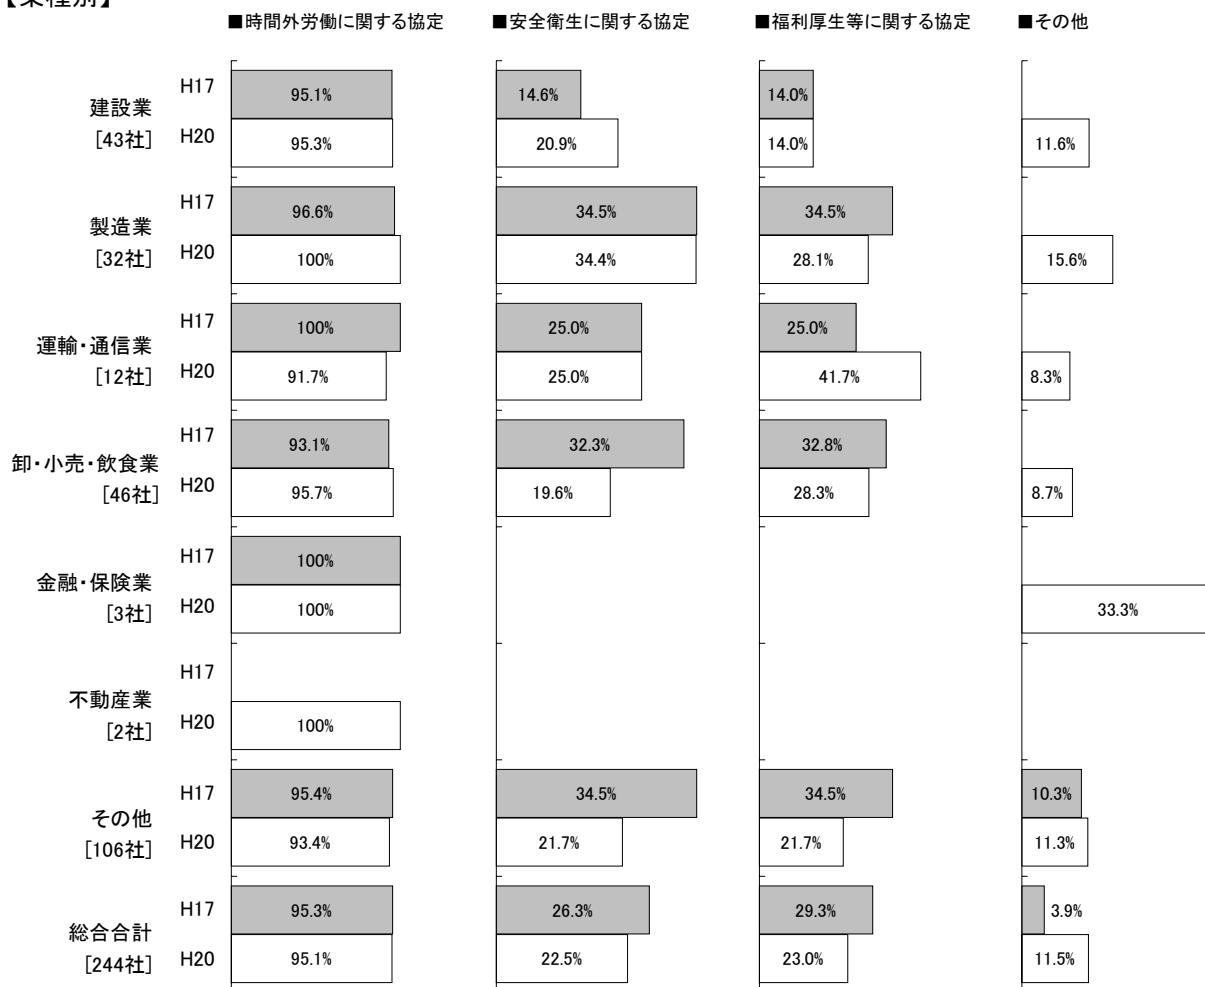 【業種別】
■時間外労働に関する協定 ■安全衛生に関する協定 ■福利厚生等に関する協定 ■その他
建設業
[43社]
H17 95.1% 14.6% 14.0%
H20 95.3% 20.9% 14.0% 11.6%
製造業
[32社]
H17 96.6% 34.5% 34.5%
H20 100% 34.4% 28.1% 15.6%
運輸・通信業
[12社]
H17 100% 25.0% 25.0%
H20 91.7% 25.0% 41.7% 8.3%
卸・小売・飲食業
[46社]
H17 93.1% 32.3% 32.8%
H20 95.7% 19.6% 28.3% 8.7%
金融・保険業
[3社]
H17 100%
H20 100% 33.3%
不動産業
[2社]
H17
H20 100%
その他
[106社]
H17 95.4% 34.5% 34.5% 10.3%
H20 93.4% 21.7% 21.7% 11.3%
総合合計
[244社]
H17 95.3% 26.3% 29.3% 3.9%
H20 95.1% 22.5% 23.0% 11.5%